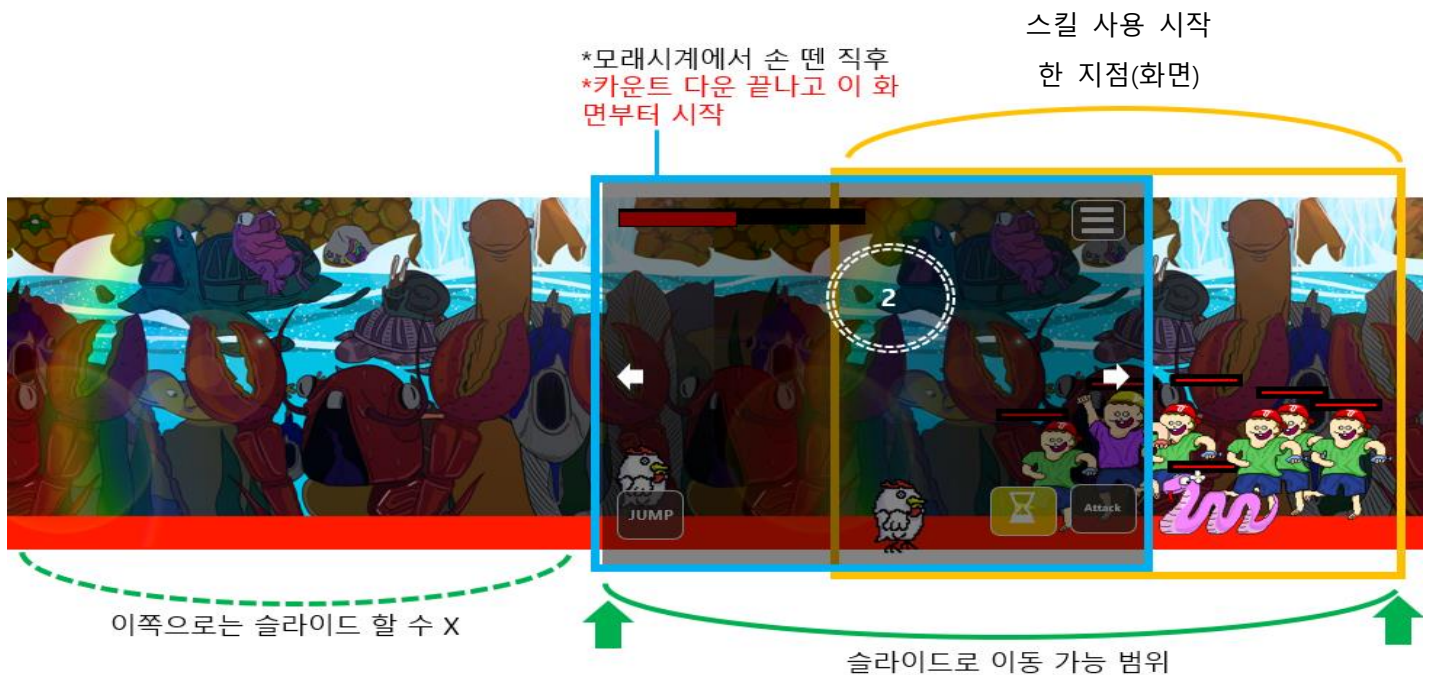 스킬 사용 시작
한 지점(화면)
*모래시계에서 손 뗀 직후
*카운트 다운 끝나고 이 화
면부터 시작
2
JUMP
Attack
이쪽으로는 슬라이드 할 수 X
슬라이드로 이동 가능 범위